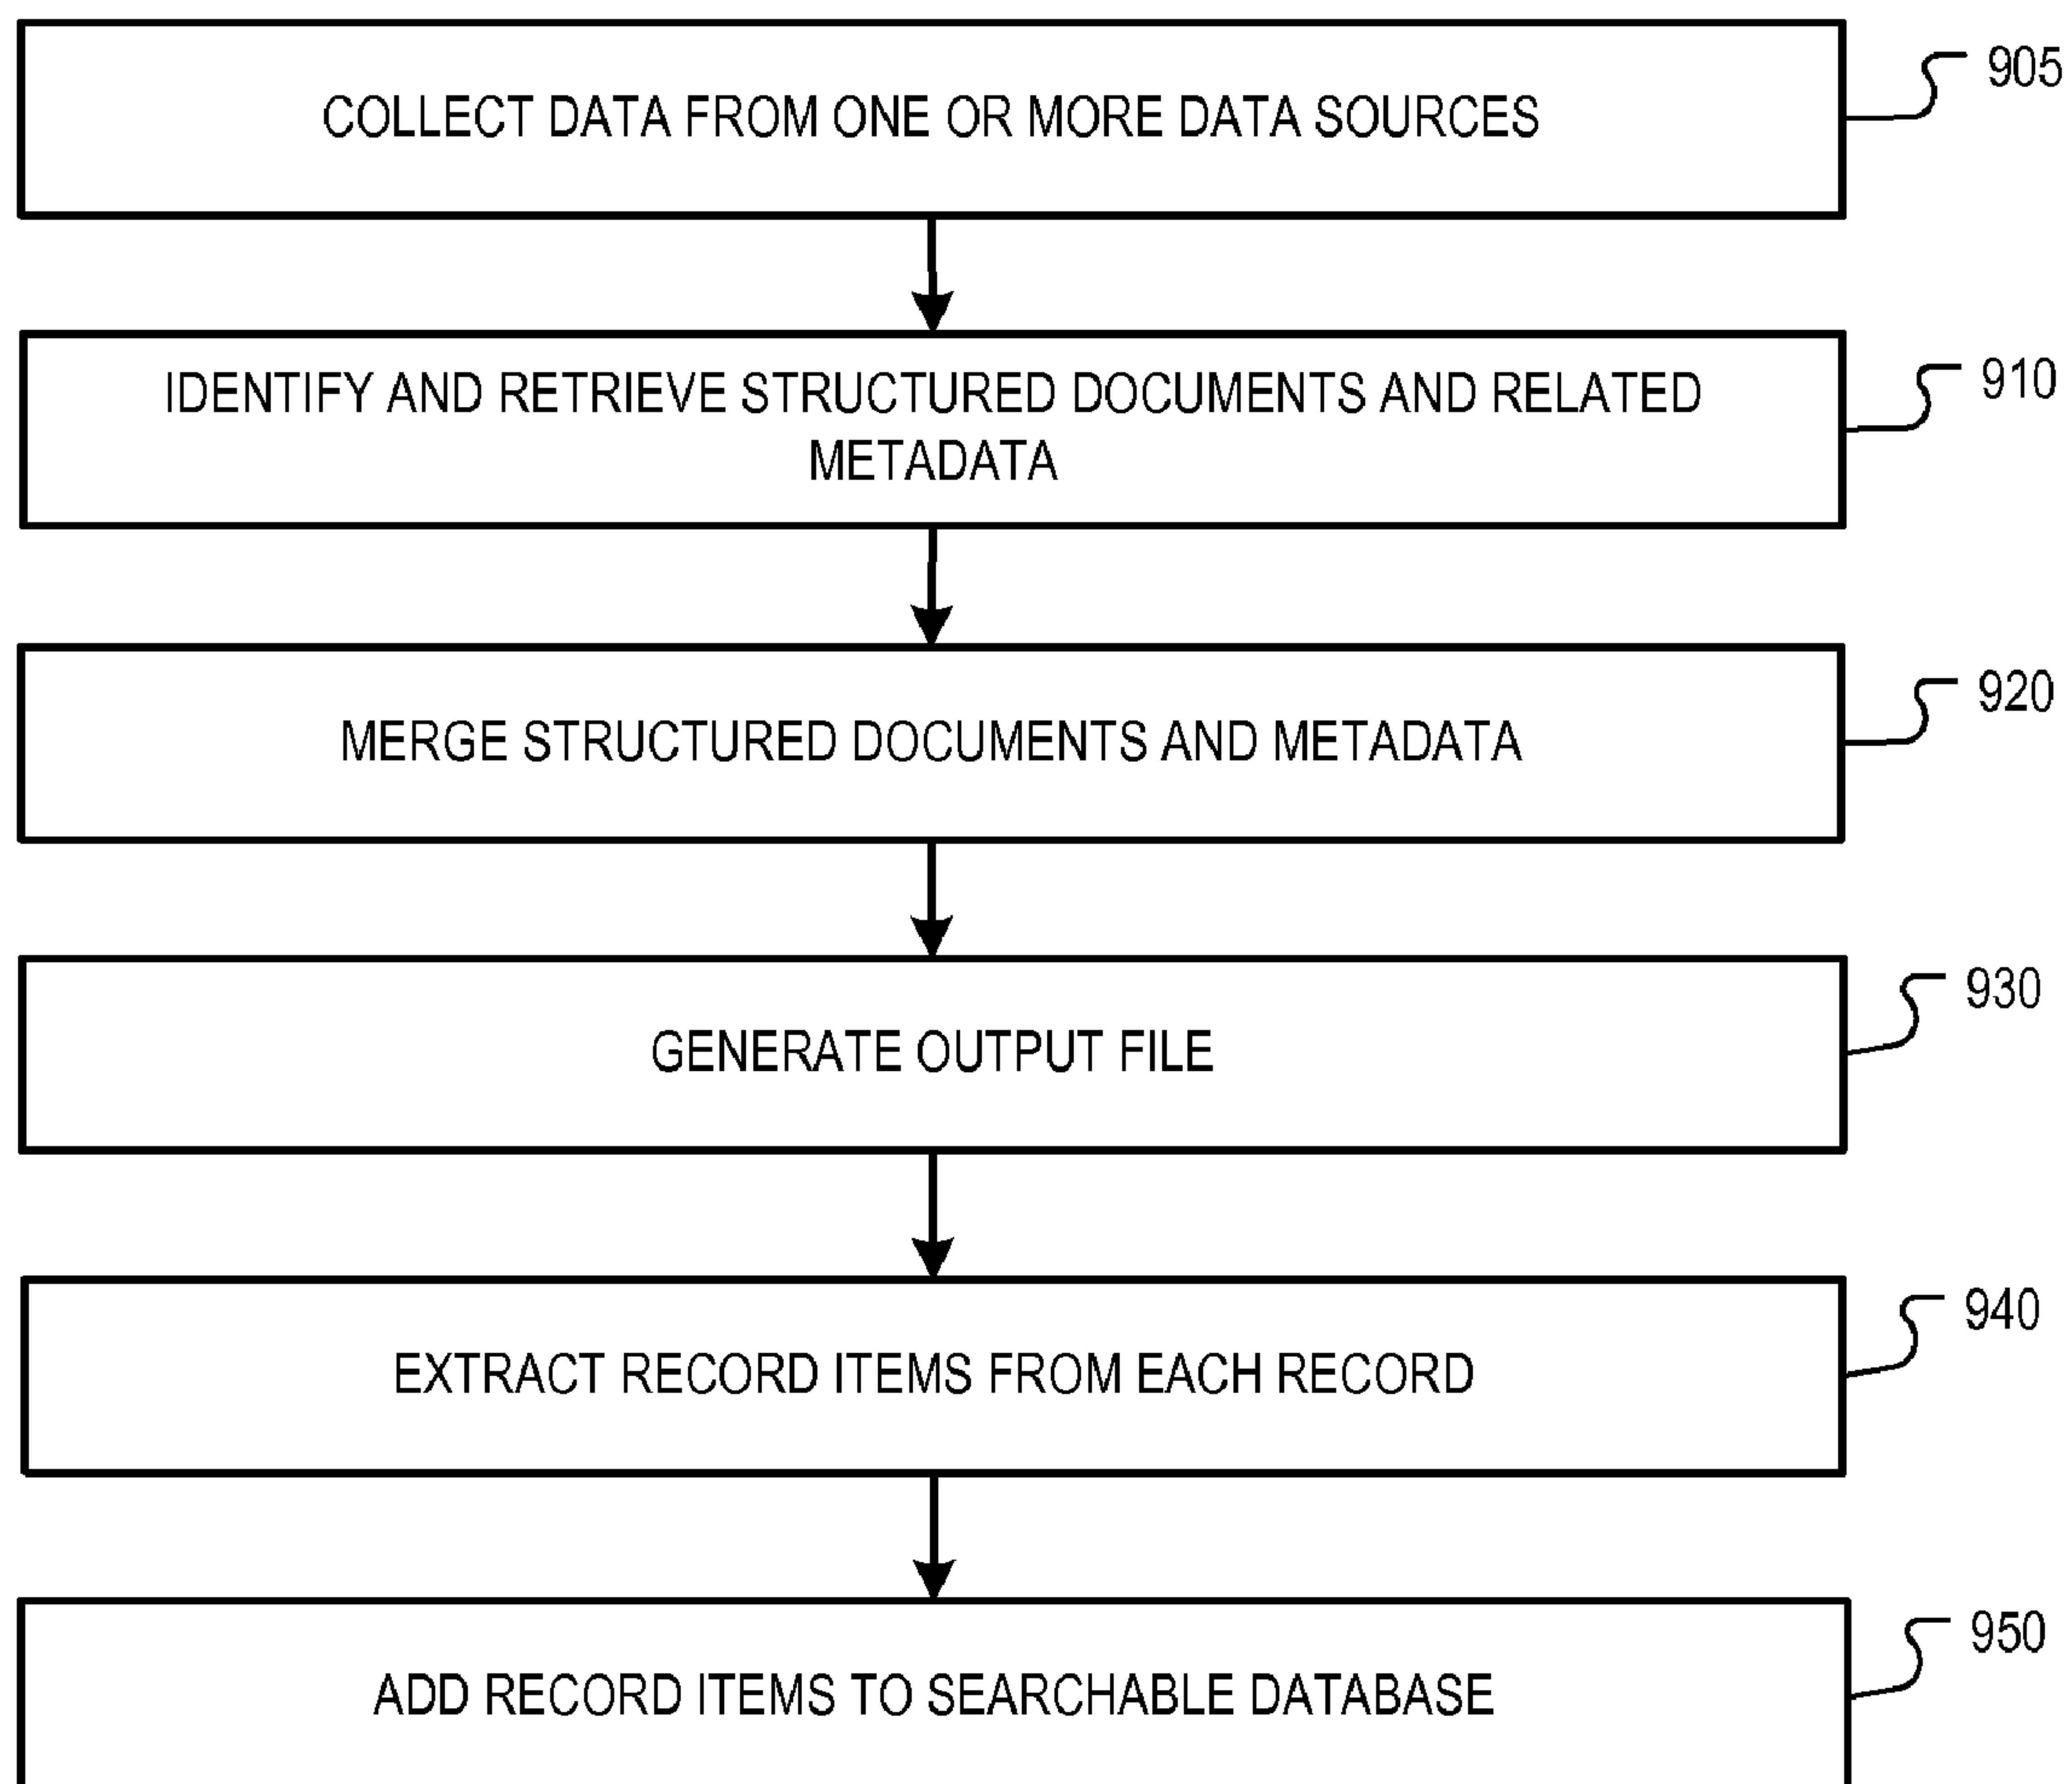 COLLECT DATA FROM ONE OR MORE DATA SOURCES
905
IDENTIFY AND RETRIEVE STRUCTURED DOCUMENTS AND RELATED
METADATA
910
MERGE STRUCTURED DOCUMENTS AND METADATA
920
GENERATE OUTPUT FILE
930
EXTRACT RECORD ITEMS FROM EACH RECORD
940
ADD RECORD ITEMS TO SEARCHABLE DATABASE
950